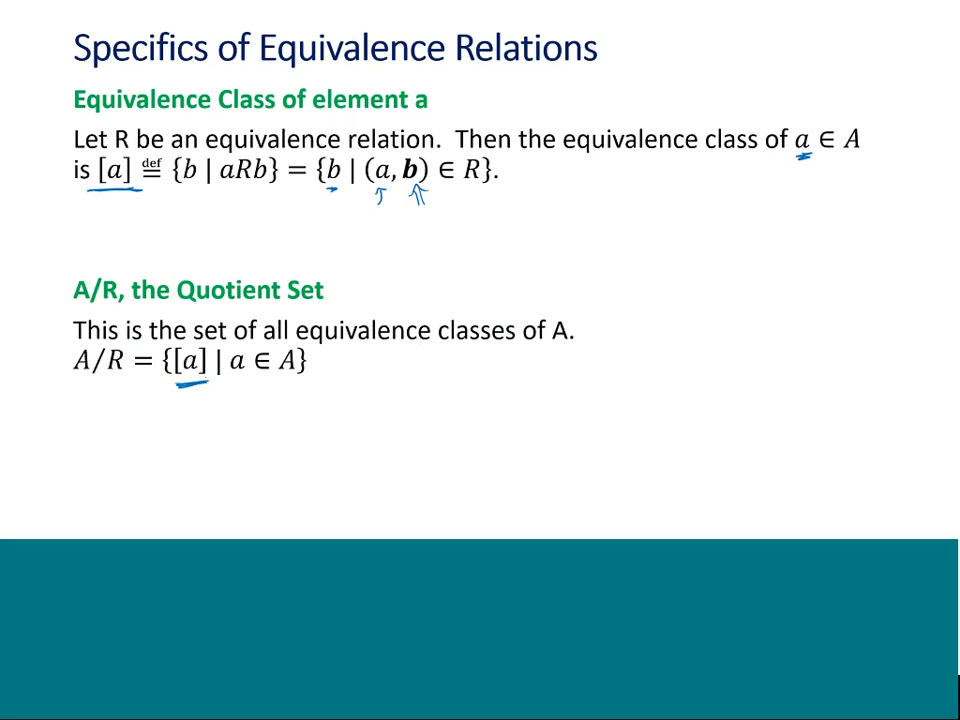 Specifics of Equivalence Relations
Equivalence Class of element a
Let R be an equivalence relation. Then the equivalence class of a ∈ A
is [a] ≝ {b | aRb} = {b | (a, b) ∈ R}.
A/R, the Quotient Set
This is the set of all equivalence classes of A.
A/R = {[a] | a ∈ A}